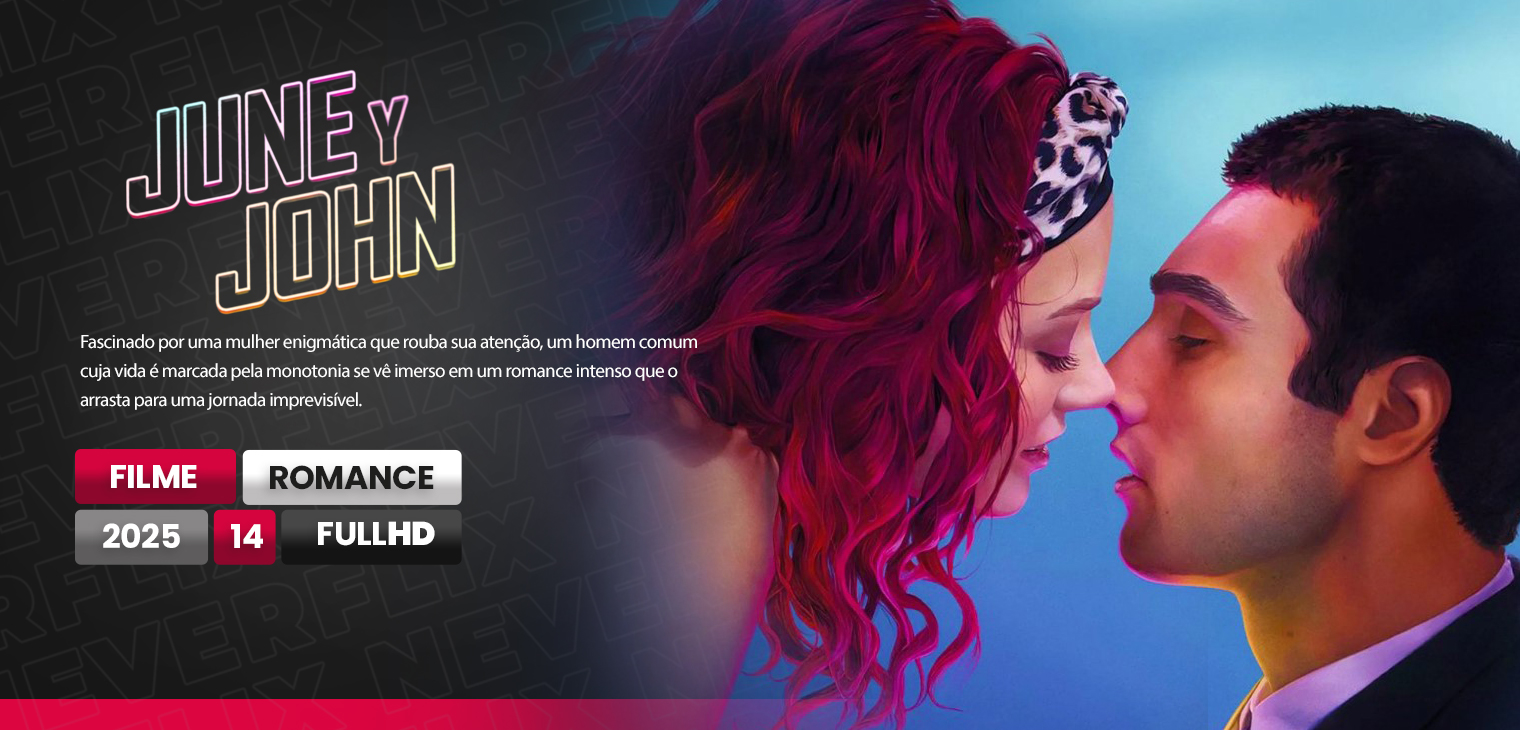 JUNE Y
JOHN
Fascinado por uma mulher enigmática que rouba sua atenção, um homem comum
cuja vida é marcada pela monotonia se vê imerso em um romance intenso que o
arrasta para uma jornada imprevisível.
FILME ROMANCE
2025 14 FULLHD
NEVERFLIX